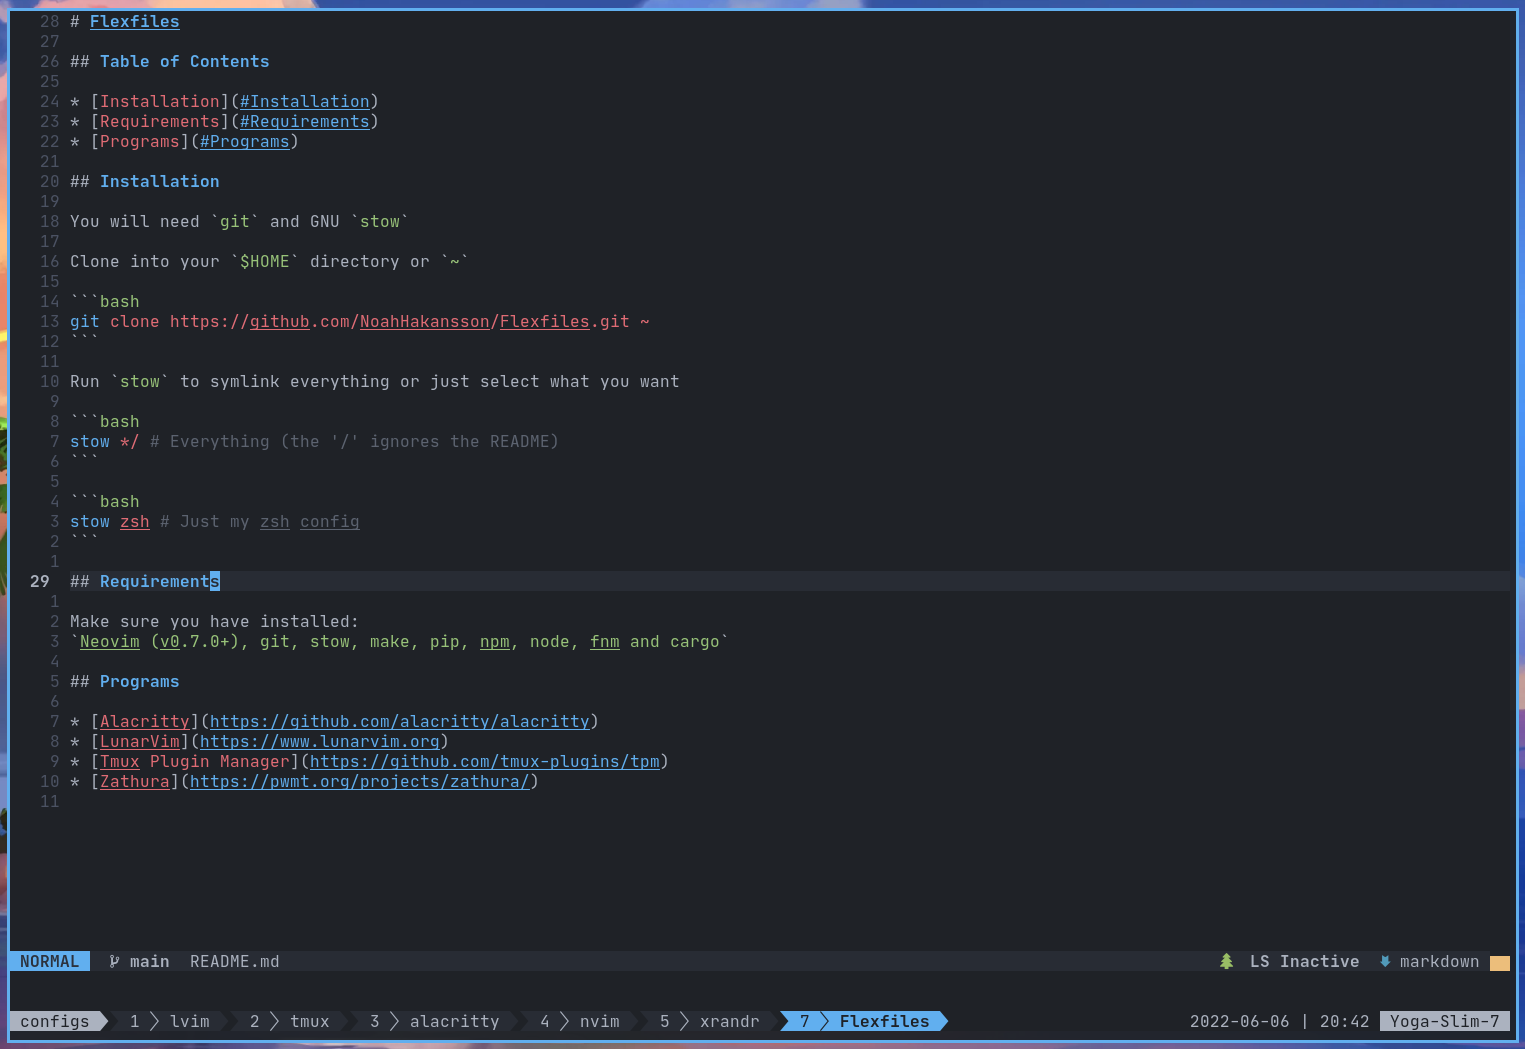 28 # Flexfiles
27
26 ## Table of Contents
25
24 * [Installation](#Installation)
23 * [Requirements](#Requirements)
22 * [Programs](#Programs)
21
20 ## Installation
19
18 You will need `git` and GNU `stow`
17
16 Clone into your `$HOME` directory or `~`
15
14 ```bash
13 git clone https://github.com/NoahHakansson/Flexfiles.git ~
12 ```
11
10 Run `stow` to symlink everything or just select what you want
9
8 ```bash
7 stow */ # Everything (the '/' ignores the README)
6 ```
5
4 ```bash
3 stow zsh # Just my zsh config
2 ```
1
29 ## Requirements
1
2 Make sure you have installed:
3 `Neovim (v0.7.0+), git, stow, make, pip, npm, node, fnm and cargo`
4
5 ## Programs
6
7 * [Alacritty](https://github.com/alacritty/alacritty)
8 * [LunarVim](https://www.lunarvim.org)
9 * [Tmux Plugin Manager](https://github.com/tmux-plugins/tpm)
10 * [Zathura](https://pwmt.org/projects/zathura/)
11
NORMAL main README.md LS Inactive markdown
configs 1 lvim 2 tmux 3 alacritty 4 nvim 5 xrandr 7 Flexfiles 2022-06-06 | 20:42 Yoga-Slim-7